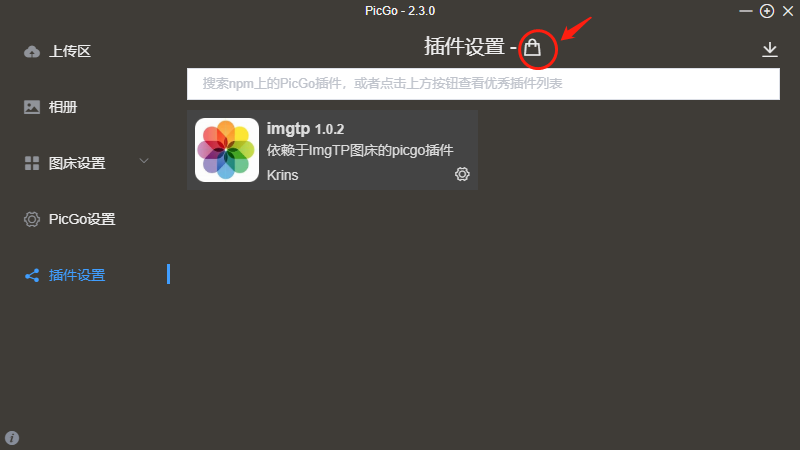 PicGo - 2.3.0
上传区
相册
图床设置
PicGo设置
插件设置
插件设置 -
搜索npm上的PicGo插件，或者点击上方按钮查看优秀插件列表
imgtp 1.0.2
依赖于ImgTP图床的picgo插件
Krins